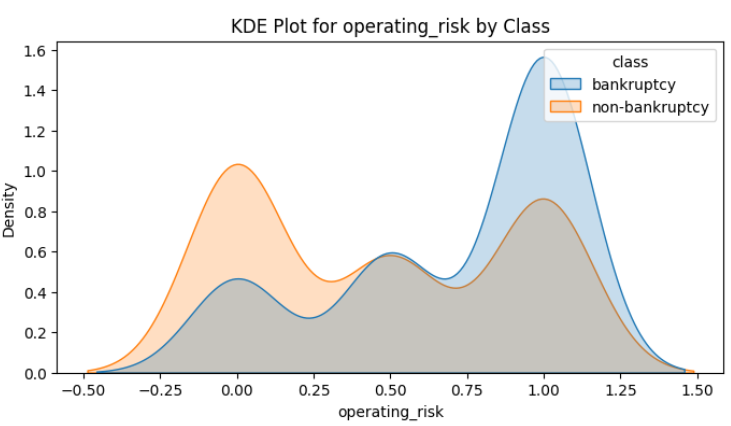 KDE Plot for operating_risk by Class
class
bankruptcy
non-bankruptcy
Density
1.6
1.4
1.2
1.0
0.8
0.6
0.4
0.2
0.0
−0.50 −0.25 0.00 0.25 0.50 0.75 1.00 1.25 1.50
operating_risk